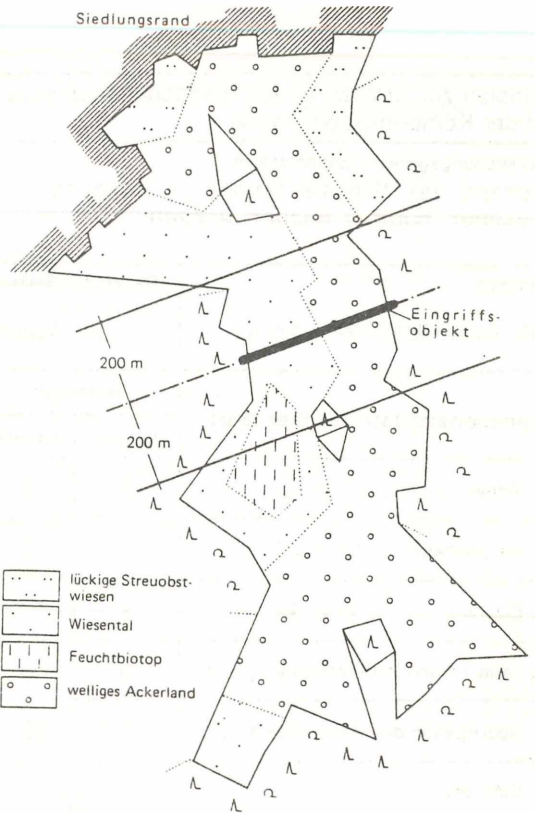 Siedlungsrand
Eingriffs-
objekt
200 m
200 m
lückige Streuobst-
wiesen
Wiesental
Feuchtbiotop
welliges Ackerland